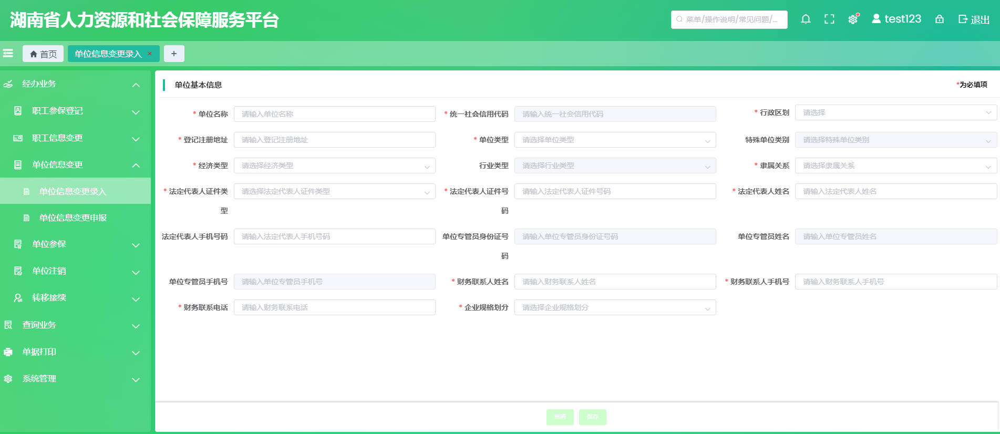 湖南省人力资源和社会保障服务平台
菜单/操作说明/常见问题/...
test123
退出
首页
单位信息变更录入 ×
+
经办业务
职工参保登记
职工信息变更
单位信息变更
单位信息变更录入
单位信息变更申报
单位参保
单位注销
转移接续
查询业务
单据打印
系统管理
单位基本信息
*为必填项
* 单位名称 请输入单位名称
* 统一社会信用代码 请输入统一社会信用代码
* 行政区划 请选择
* 登记注册地址 请输入登记注册地址
* 单位类型 请选择单位类型
特殊单位类别 请选择特殊单位类别
* 经济类型 请选择经济类型
行业类型 请选择行业类型
* 隶属关系 请选择隶属关系
* 法定代表人证件类型 请选择法定代表人证件类型
* 法定代表人证件号码 请输入法定代表人证件号码
* 法定代表人姓名 请输入法定代表人姓名
法定代表人手机号码 请输入法定代表人手机号码
单位专管员身份证号码 请输入单位专管员身份证号码
单位专管员姓名 请输入单位专管员姓名
单位专管员手机号 请输入单位专管员手机号
* 财务联系人姓名 请输入财务联系人姓名
* 财务联系人手机号 请输入财务联系人手机号
* 财务联系电话 请输入财务联系电话
* 企业规格划分 请选择企业规格划分
重置
保存